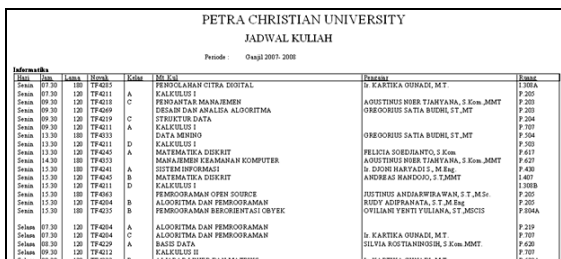 PETRA CHRISTIAN UNIVERSITY
JADWAL KULIAH
Periode : Ganjil 2007- 2008
Informatika
Hari Jam Lama Novak Kelas Mt. Kul Pengajar Ruang
Senin 07.30 180 TF4285 PENGOLAHAN CITRA DIGITAL Ir. KARTIKA GUNADI, M.T. J.308A
Senin 07.30 120 TF4211 A KALKULUS I P.205
Senin 09.30 120 TF4218 C PENGANTAR MANAJEMEN AGUSTINUS NOER TJAHYANA, S.Kom.,MMT P.203
Senin 09.30 120 TF4269 DESAIN DAN ANALISA ALGORITMA GREGORIUS SATIA BUDHI, ST.,MT P.203
Senin 09.30 120 TF4219 C STRUKTUR DATA P.204
Senin 09.30 120 TF4211 A KALKULUS I P.707
Senin 13.30 180 TF4333 DATA MINING GREGORIUS SATIA BUDHI, ST.,MT P.504
Senin 13.30 120 TF4211 D KALKULUS I P.503
Senin 13.30 120 TF4245 A MATEMATIKA DISKRIT FELICIA SOEDJIANTO, S.Kom P.617
Senin 14.30 180 TF4353 MANAJEMEN KEAMANAN KOMPUTER AGUSTINUS NOER TJAHYANA, S.Kom.,MMT P.627
Senin 15.30 120 TF4241 A SISTEM INFORMASI Ir. DJONI HARYADI S., M.Eng. P.430
Senin 15.30 120 TF4245 B MATEMATIKA DISKRIT ANDREAS HANDOJO, S.T,MMT J.407
Senin 15.30 120 TF4211 D KALKULUS I J.308B
Senin 15.30 180 TF4363 PEMROGRAMAN OPEN SOURCE JUSTINUS ANDJARWIRAWAN, S.T.,M.Sc. P.205
Senin 15.30 120 TF4204 B ALGORITMA DAN PEMROGRAMAN RUDY ADIPRANATA, S.T.,M.Eng P.205
Senin 15.30 180 TF4235 B PEMROGRAMAN BERORIENTASI OBYEK OVILIANI YENTI YULIANA, ST.,MSCIS P.804A
Selasa 07.30 120 TF4204 A ALGORITMA DAN PEMROGRAMAN P.219
Selasa 07.30 120 TF4204 C ALGORITMA DAN PEMROGRAMAN Ir. KARTIKA GUNADI, M.T. P.707
Selasa 08.30 120 TF4229 A BASIS DATA SILVIA ROSTIANINGSIH, S.Kom.MMT. P.620
Selasa 09.30 120 TF4212 KALKULUS II P.707